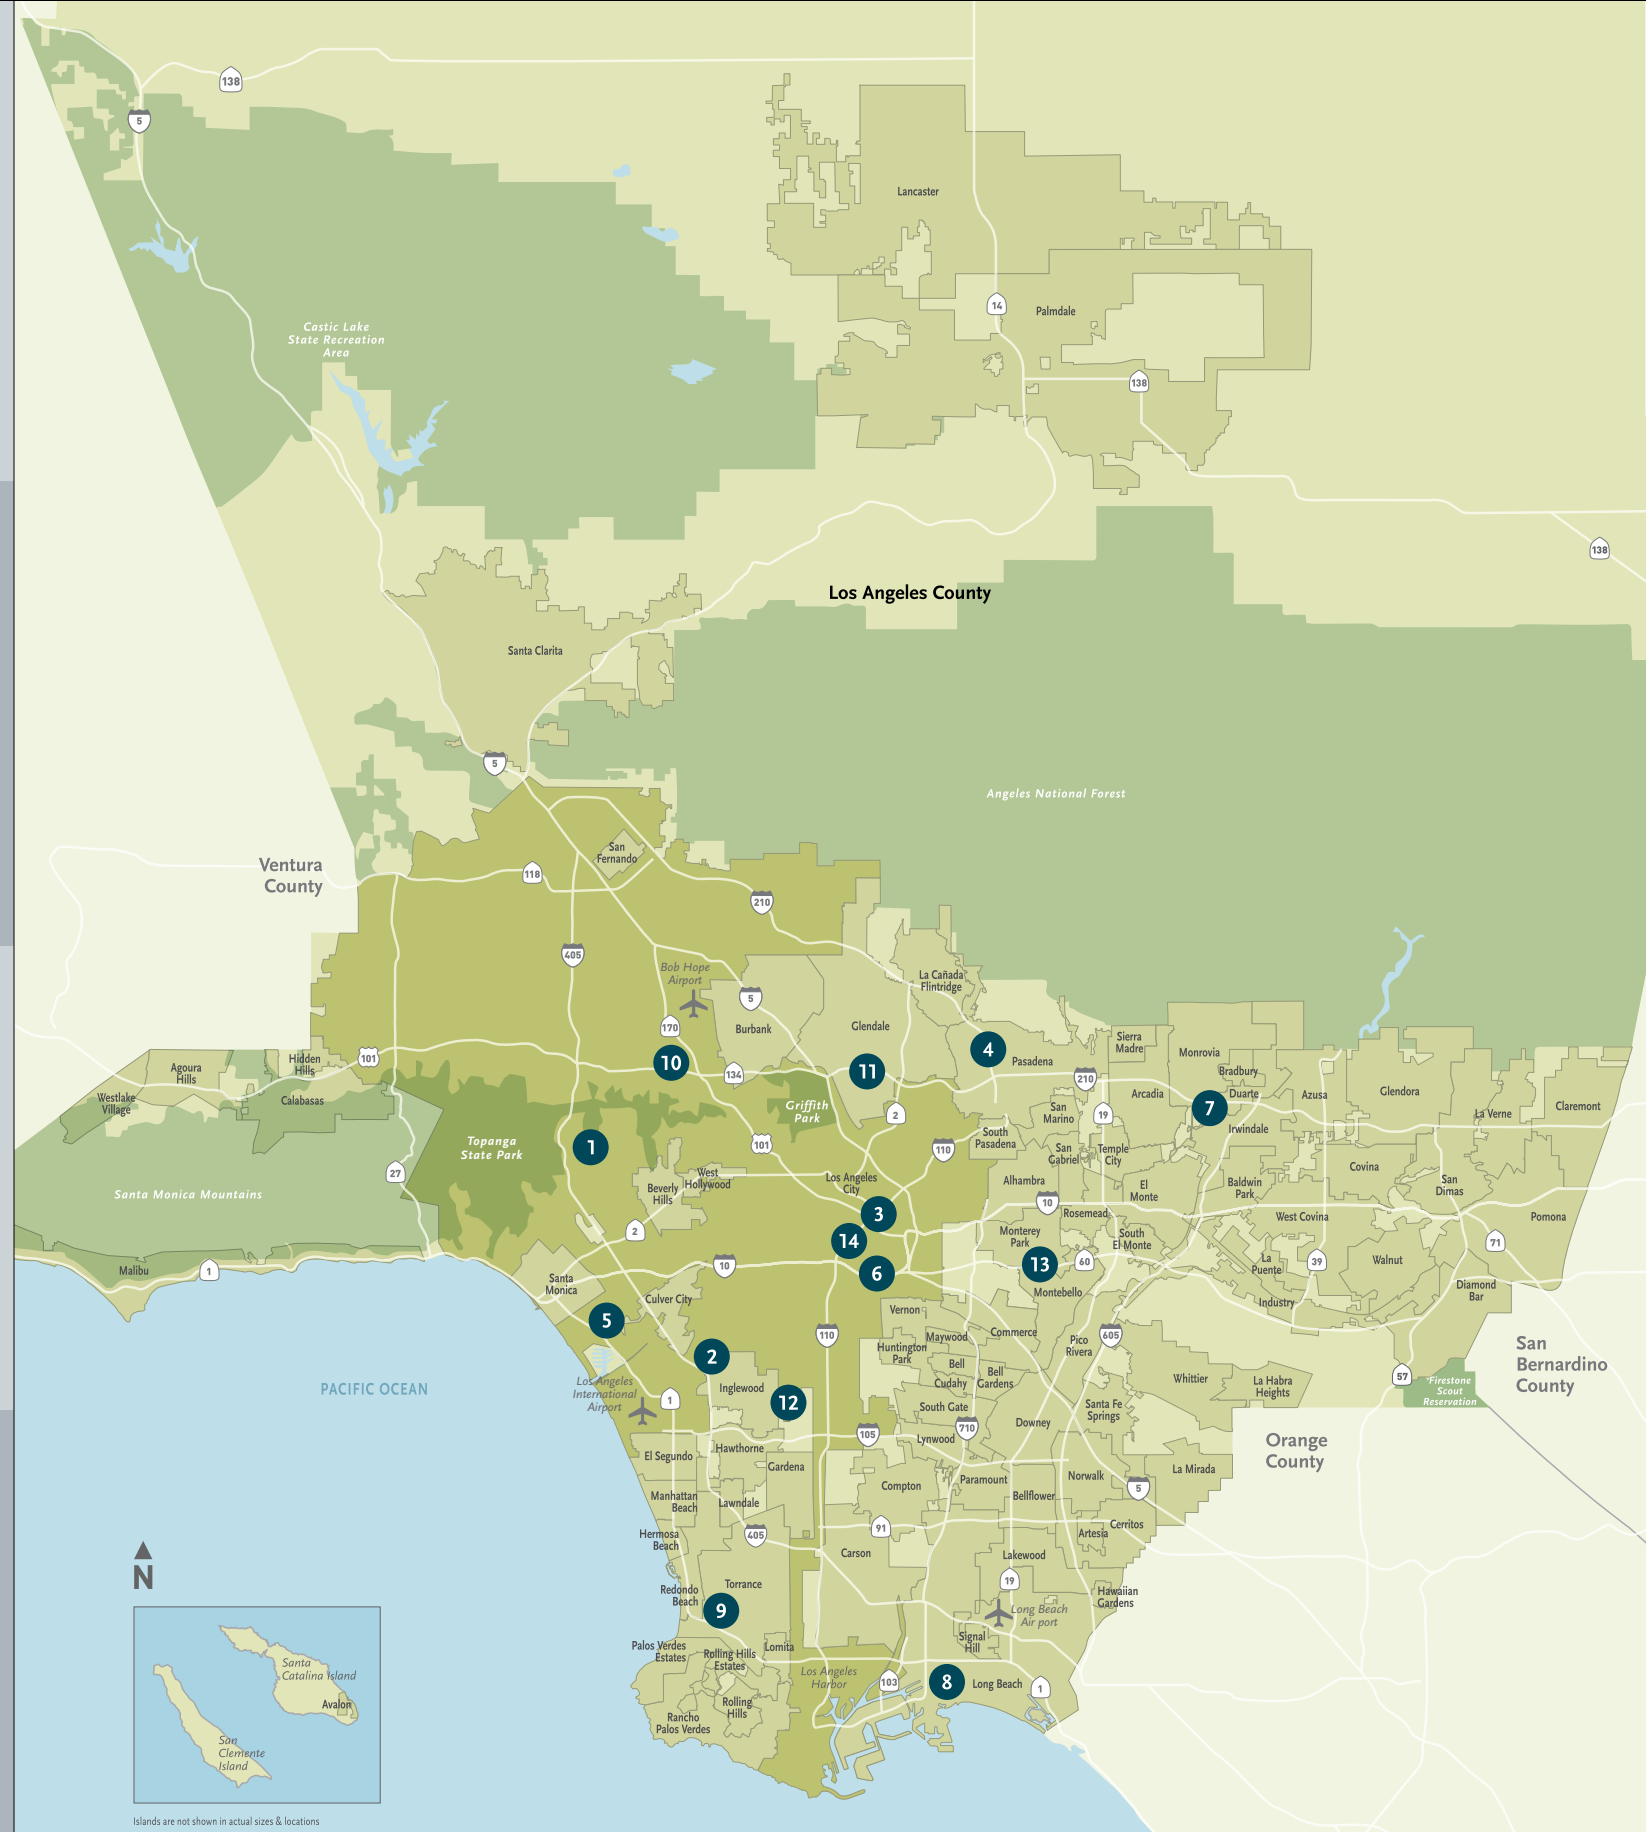 138
5
Lancaster
Castic Lake
State Recreation
Area
14
Palmdale
138
138
Los Angeles County
Santa Clarita
5
Angeles National Forest
San
Fernando
Ventura
County
118
210
405
Bob Hope
Airport
5
La Cañada
Flintridge
170
Burbank
Glendale
4
Pasadena
Sierra
Madre
Monrovia
Bradbury
Duarte
Agoura
Hills
Hidden
Hills
101
10
134
11
210
Arcadia
7
Azusa
Glendora
La Verne
Claremont
Westlake
Village
Calabasas
Griffith
Park
2
San
Marino
19
Irwindale
Topanga
State Park
1
101
110
South
Pasadena
San
Gabriel
Temple
City
Covina
San
Dimas
27
Santa Monica Mountains
Beverly
Hills
West
Hollywood
Los Angeles
City
Alhambra
10
El
Monte
Baldwin
Park
3
Rosemead
West Covina
Pomona
2
14
Monterey
Park
South
El Monte
71
Malibu
1
10
6
13
60
La
Puente
39
Walnut
Santa
Monica
Culver City
Montebello
Industry
Diamond
Bar
5
Vernon
110
Maywood
Commerce
Pico
Rivera
605
Huntington
Park
2
Bell
Cudahy
Bell
Gardens
San
Bernardino
County
PACIFIC OCEAN
Los Angeles
International
Airport
Inglewood
1
12
South Gate
Whittier
La Habra
Heights
57
Firestone
Scout
Reservation
Santa Fe
Springs
Downey
710
105
Lynwood
Orange
County
El Segundo
Hawthorne
Gardena
Compton
Paramount
Norwalk
La Mirada
5
Manhattan
Beach
Lawndale
Bellflower
Hermosa
Beach
405
91
Artesia
Cerritos
Carson
Lakewood
N
19
Torrance
Redondo
Beach
9
Hawaiian
Gardens
Long Beach
Air port
Signal
Hill
Palos Verdes
Estates
Rolling Hills
Estates
Lomita
Los Angeles
Harbor
103
8
Long Beach
1
Rolling
Hills
Rancho
Palos Verdes
Santa
Catalina Island
Avalon
San
Clemente
Island
Islands are not shown in actual sizes & locations